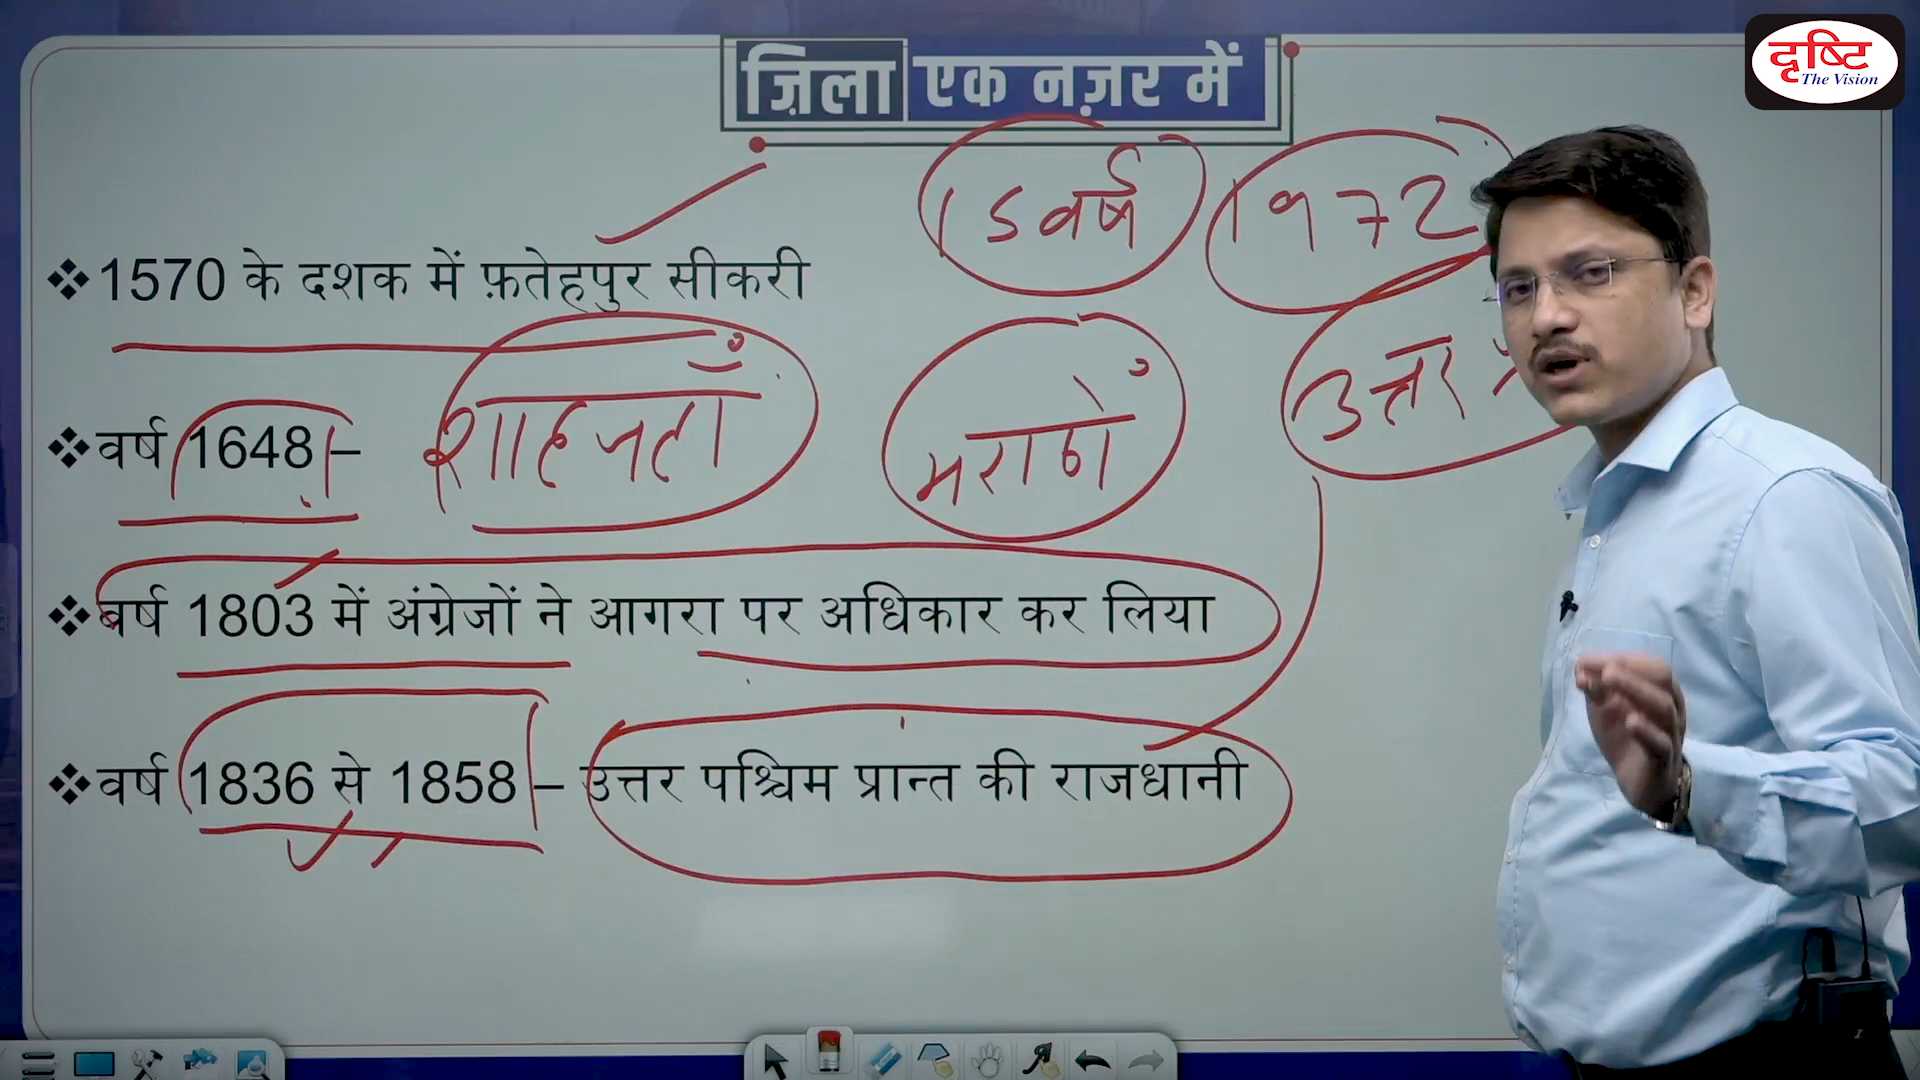 दृष्टि
The Vision
ज़िला एक नज़र में
15 वर्ष 1972
❖1570 के दशक में फ़तेहपुर सीकरी
❖वर्ष 1648 – शाहजहाँ मराठों उत्तर
❖वर्ष 1803 में अंग्रेजों ने आगरा पर अधिकार कर लिया
❖वर्ष 1836 से 1858 – उत्तर पश्चिम प्रान्त की राजधानी